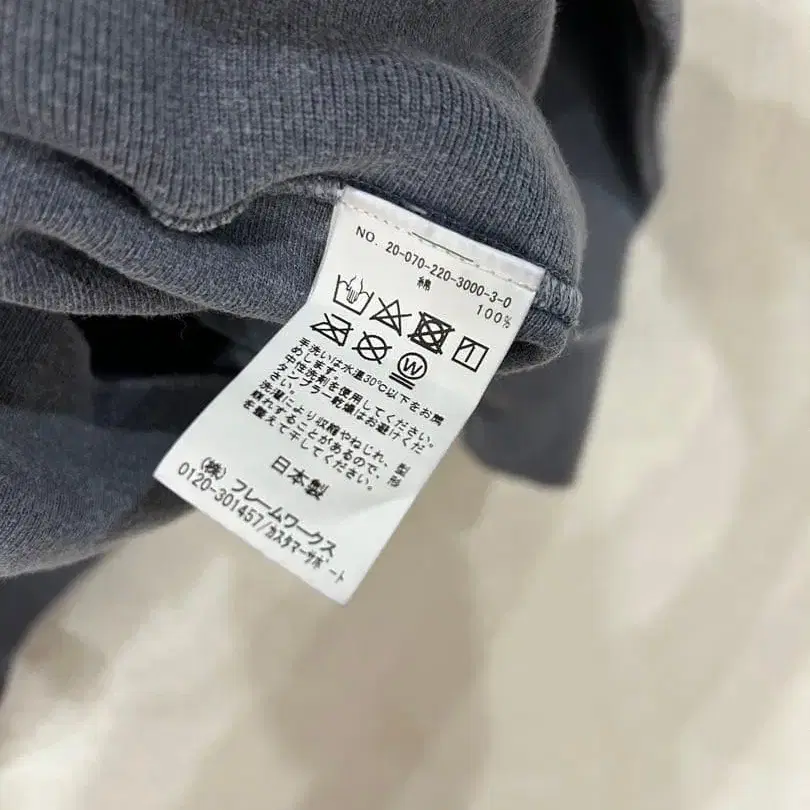 NO. 20-070-220-3000-3-0
綿 100%
手洗いは水温30℃以下をお薦
めします。
中性洗剤を使用してください。
タンブラー乾燥はお避けくだ
さい。
洗濯により収縮やねじれ、型
崩れすることがあるので、形
を整えて干してください。
日本製
(株) フレームワークス
0120-301457/カスタマーサポート